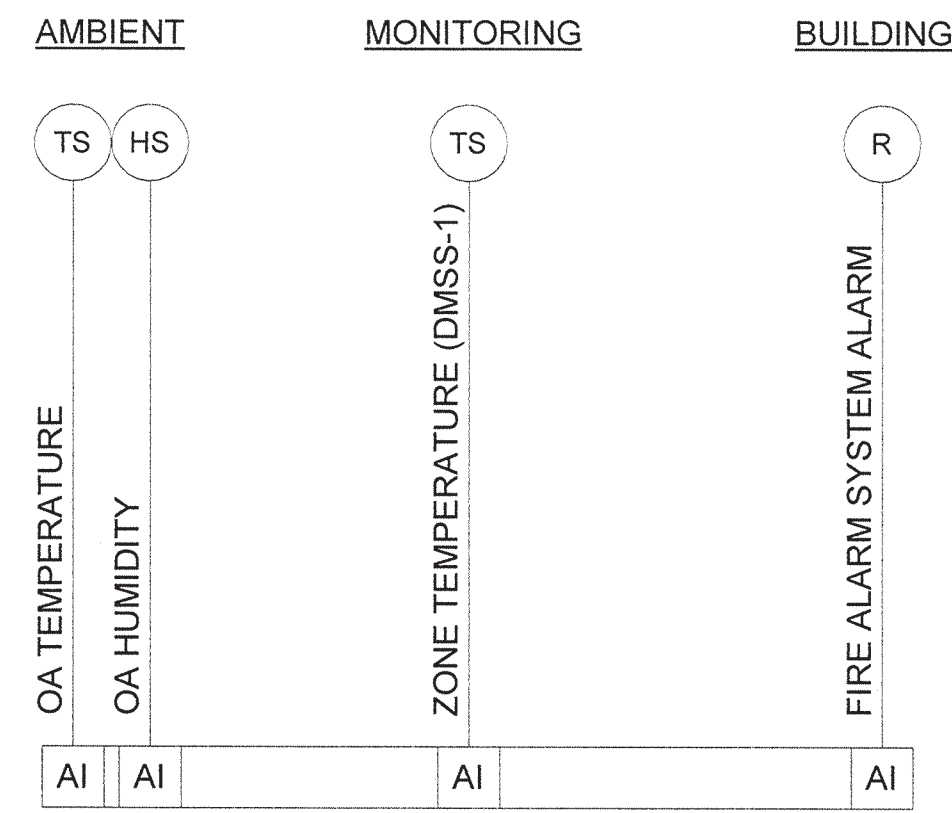 AMBIENT
MONITORING
BUILDING
TS
HS
TS
R
OA TEMPERATURE
OA HUMIDITY
ZONE TEMPERATURE (DMSS-1)
FIRE ALARM SYSTEM ALARM
AI
AI
AI
AI